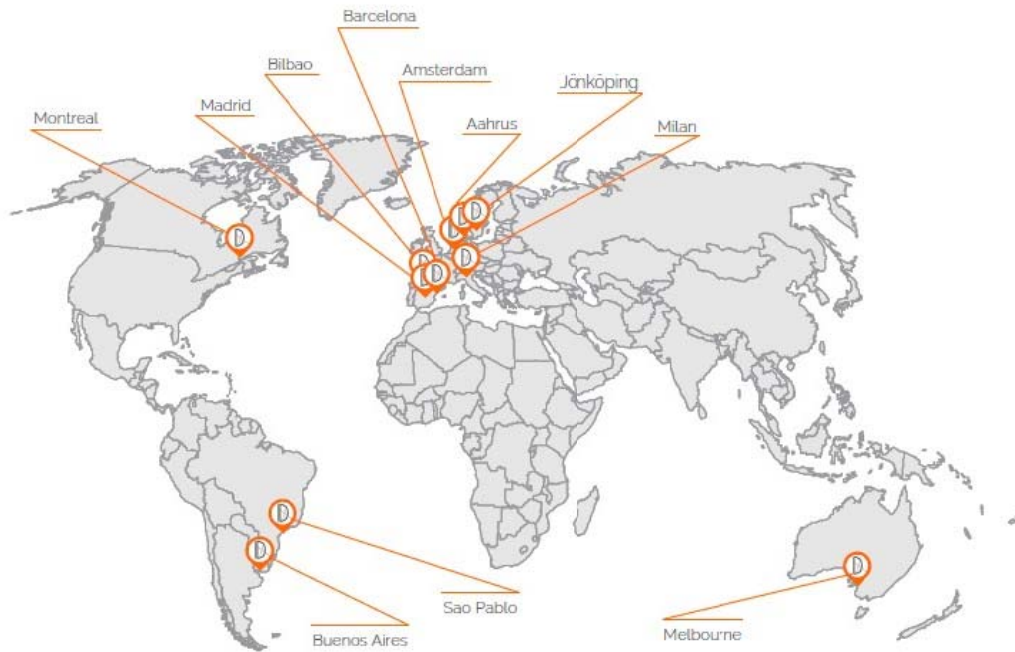 Barcelona
Bilbao
Amsterdam
Jönköping
Madrid
Montreal
Aahrus
Milan
Sao Pablo
Buenos Aires
Melbourne